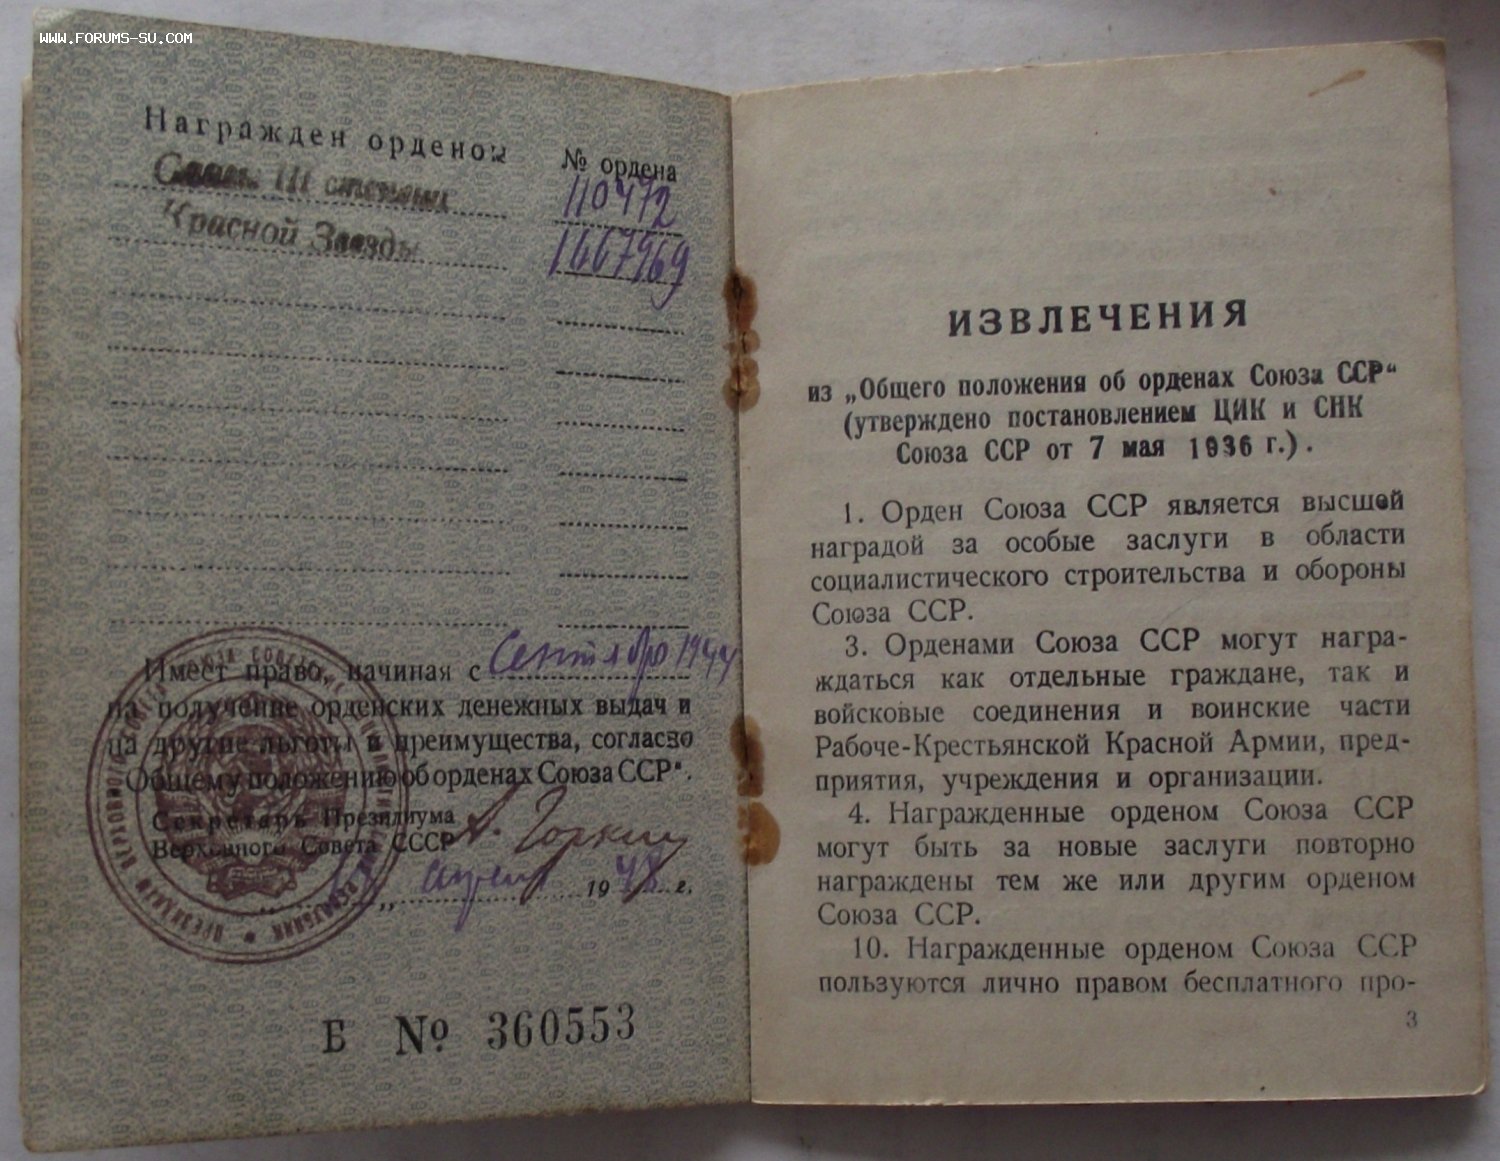 WWW.FORUMS-SU.COM
Награжден орденом
№ ордена
Славы III степени
110472
Красной Звезды
1667969
Имеет право, начиная с Сентября 1944
на получение орденских денежных выдач и
на другие льготы и преимущества, согласно
„Общему положению об орденах Союза ССР“.
Секретарь Президиума
Верховного Совета СССР
А. Горкин
„ апреля 1948 г.
Б № 360553
ИЗВЛЕЧЕНИЯ
из „Общего положения об орденах Союза ССР“
(утверждено постановлением ЦИК и СНК
Союза ССР от 7 мая 1936 г.).
1. Орден Союза ССР является высшей
наградой за особые заслуги в области
социалистического строительства и обороны
Союза ССР.
3. Орденами Союза ССР могут награ-
ждаться как отдельные граждане, так и
войсковые соединения и воинские части
Рабоче-Крестьянской Красной Армии, пред-
приятия, учреждения и организации.
4. Награжденные орденом Союза ССР
могут быть за новые заслуги повторно
награждены тем же или другим орденом
Союза ССР.
10. Награжденные орденом Союза ССР
пользуются лично правом бесплатного про-
3